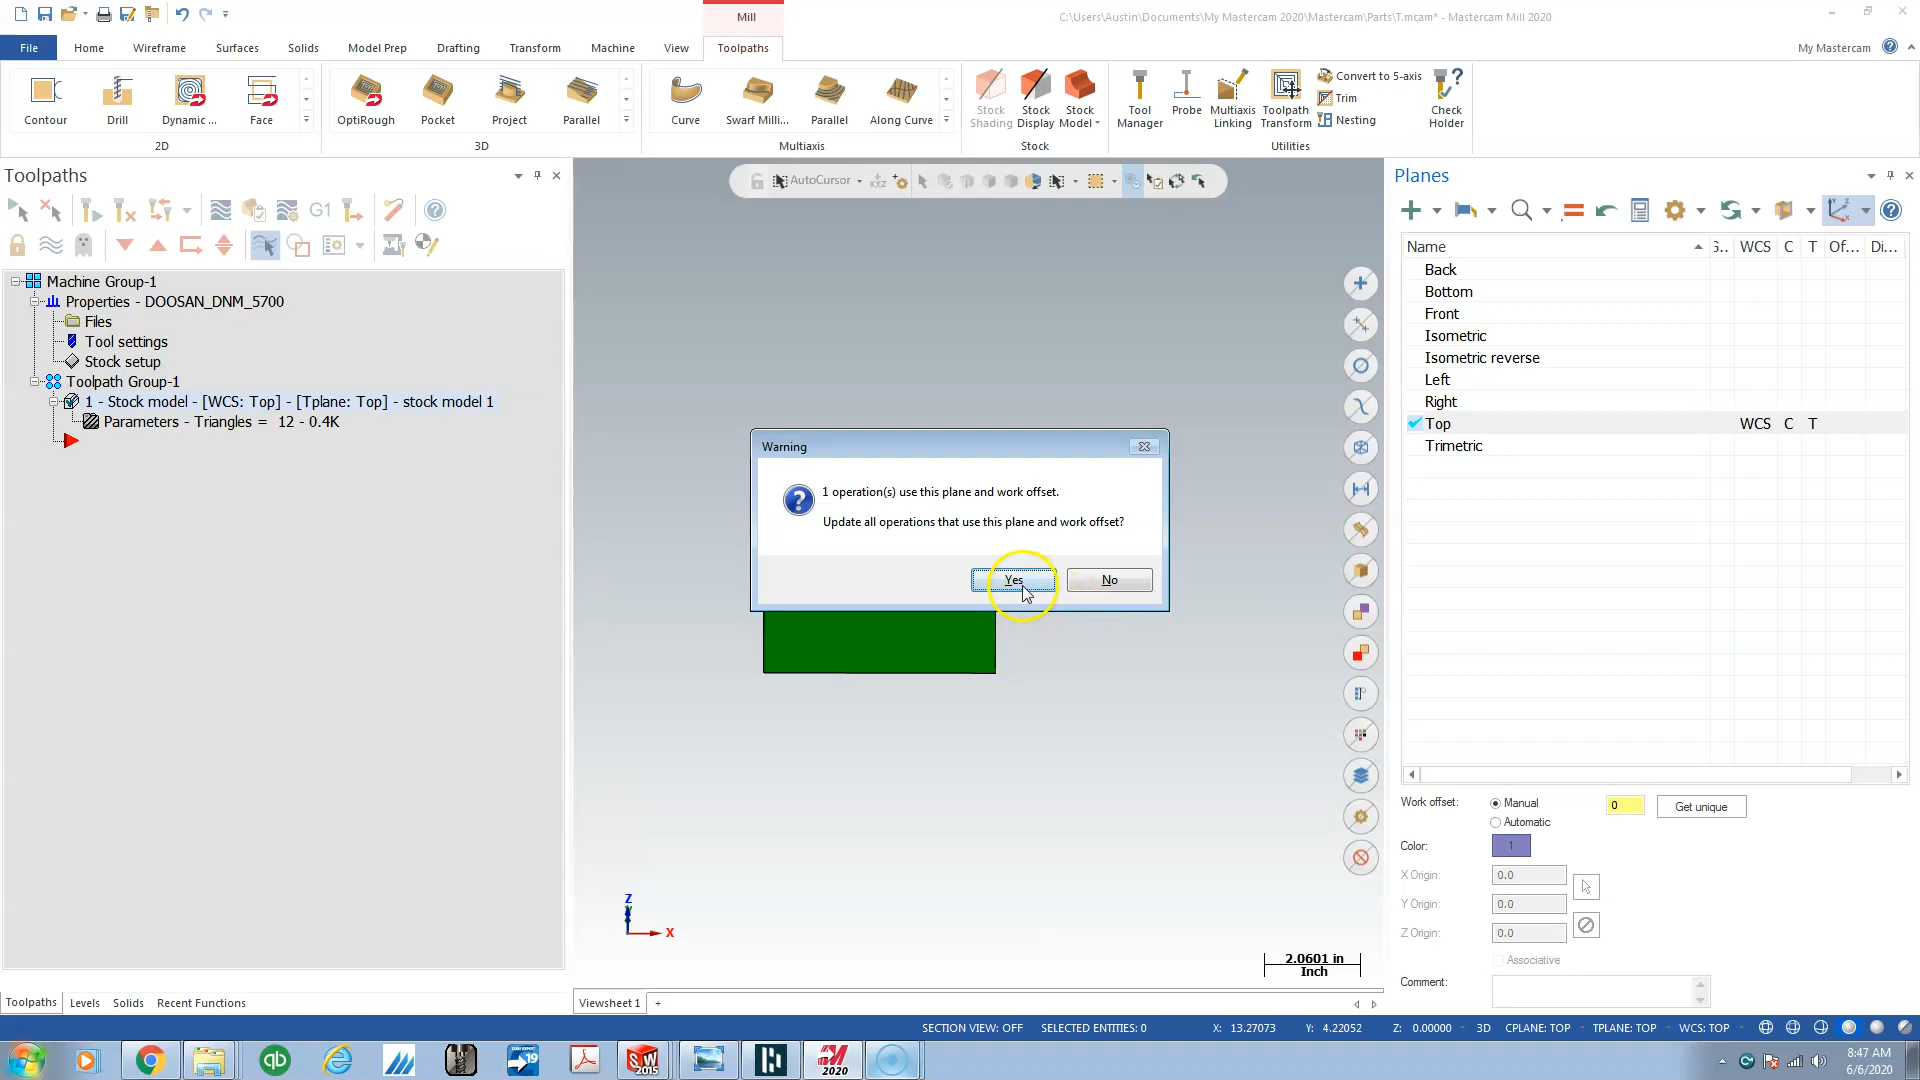 Mill
C:\Users\Austin\Documents\My Mastercam 2020\Mastercam\Parts\T.mcam* - Mastercam Mill 2020
File Home Wireframe Surfaces Solids Model Prep Drafting Transform Machine View Toolpaths My Mastercam
Contour Drill Dynamic ... Face OptiRough Pocket Project Parallel Curve Swarf Milli... Parallel Along Curve
Stock Shading Stock Display Stock Model Tool Manager Probe Multiaxis Linking Toolpath Transform Convert to 5-axis Check Holder
Trim
Nesting
2D 3D Multiaxis Stock Utilities
Toolpaths
AutoCursor
Planes
G1
Name G.. WCS C T Of... Di...
Back
Bottom
Front
Isometric
Isometric reverse
Left
Right
Top WCS C T
Trimetric
Machine Group-1
Properties - DOOSAN_DNM_5700
Files
Tool settings
Stock setup
Toolpath Group-1
1 - Stock model - [WCS: Top] - [Tplane: Top] - stock model 1
Parameters - Triangles = 12 - 0.4K
Warning
1 operation(s) use this plane and work offset.
Update all operations that use this plane and work offset?
Yes No
Work offset: Manual 0 Get unique
Automatic
Color: 1
X Origin: 0.0
Y Origin: 0.0
Z Origin: 0.0
Associative
Comment:
Z
X
2.0601 in
Inch
Toolpaths Levels Solids Recent Functions
Viewsheet 1 +
SECTION VIEW: OFF SELECTED ENTITIES: 0 X: 13.27073 Y: 4.22052 Z: 0.00000 3D CPLANE: TOP TPLANE: TOP WCS: TOP
qb
19
SW
2015
2020
8:47 AM
6/6/2020